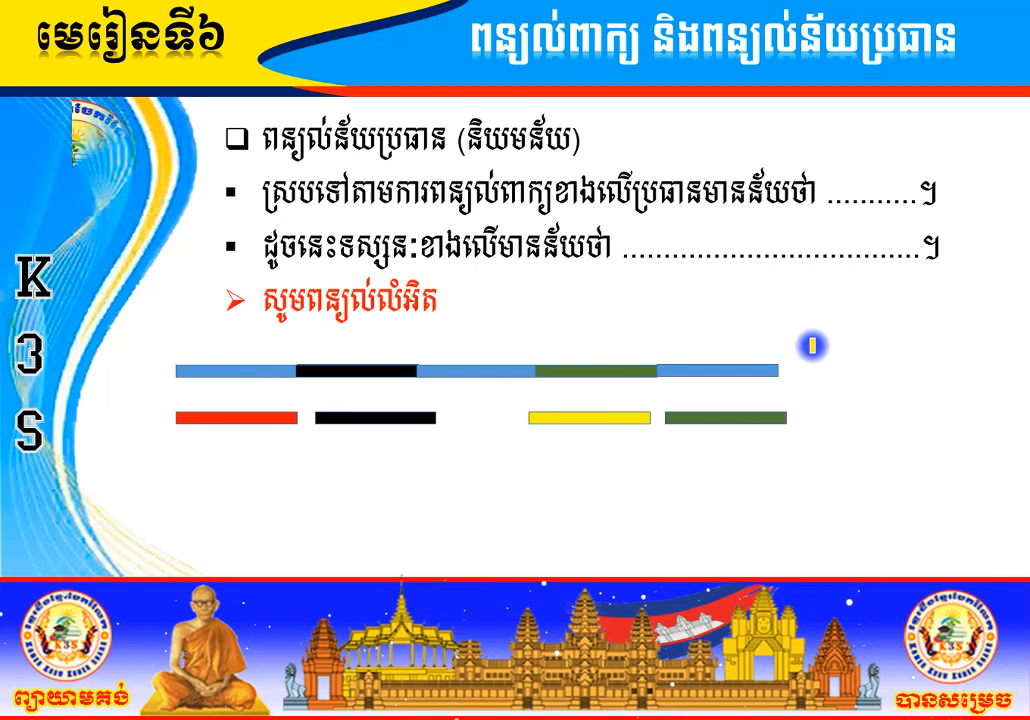 មេរៀនទី៦
ពន្យល់ពាក្យ និងពន្យល់ន័យប្រធាន
ពន្យល់ន័យប្រធាន (និយមន័យ)
ស្របទៅតាមការពន្យល់ពាក្យខាងលើប្រធានមានន័យថា ...........។
ដូចនេះទស្សនៈខាងលើមានន័យថា ....................................។
សូមពន្យល់លំអិត
K
3
S
ព្យាយាមគង់
បានសម្រេច